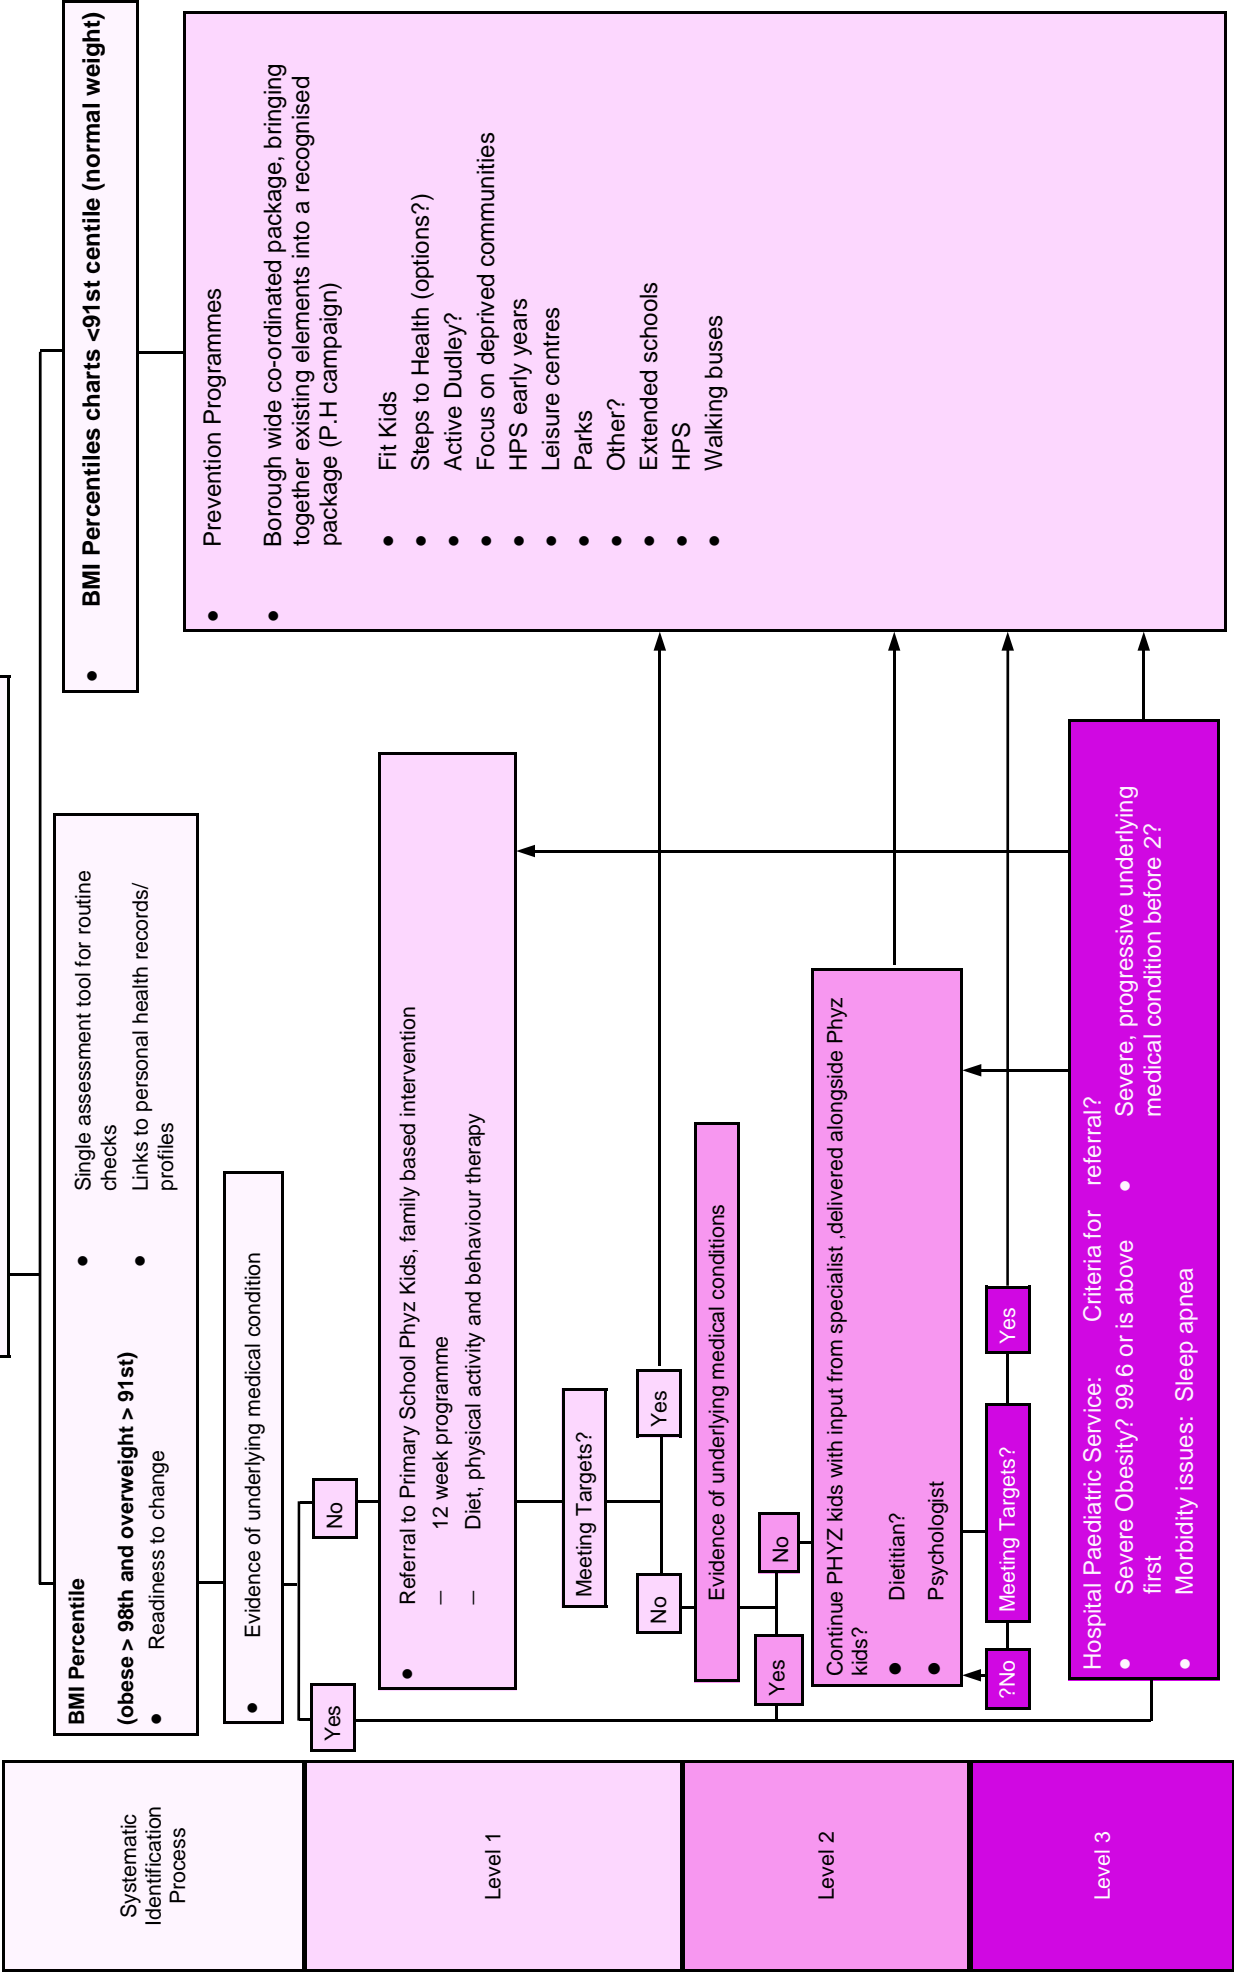 Systematic
Identification
Process
BMI Percentile
(obese > 98th and overweight > 91st)
• Readiness to change
• Single assessment tool for routine
checks
• Links to personal health records/
profiles
• BMI Percentiles charts <91st centile (normal weight)
• Evidence of underlying medical condition
Yes
No
Level 1
• Referral to Primary School Phyz Kids, family based intervention
– 12 week programme
– Diet, physical activity and behaviour therapy
Meeting Targets?
No
Yes
• Prevention Programmes
• Borough wide co-ordinated package, bringing
together existing elements into a recognised
package (P.H campaign)
• Fit Kids
• Steps to Health (options?)
• Active Dudley?
• Focus on deprived communities
• HPS early years
• Leisure centres
• Parks
• Other?
• Extended schools
• HPS
• Walking buses
Level 2
Evidence of underlying medical conditions
Yes
No
Continue PHYZ kids with input from specialist ,delivered alongside Phyz
kids?
• Dietitian?
• Psychologist
Level 3
?No
Meeting Targets?
Yes
Hospital Paediatric Service: Criteria for referral?
• Severe Obesity? 99.6 or is above
first
• Morbidity issues: Sleep apnea
• Severe, progressive underlying
medical condition before 2?